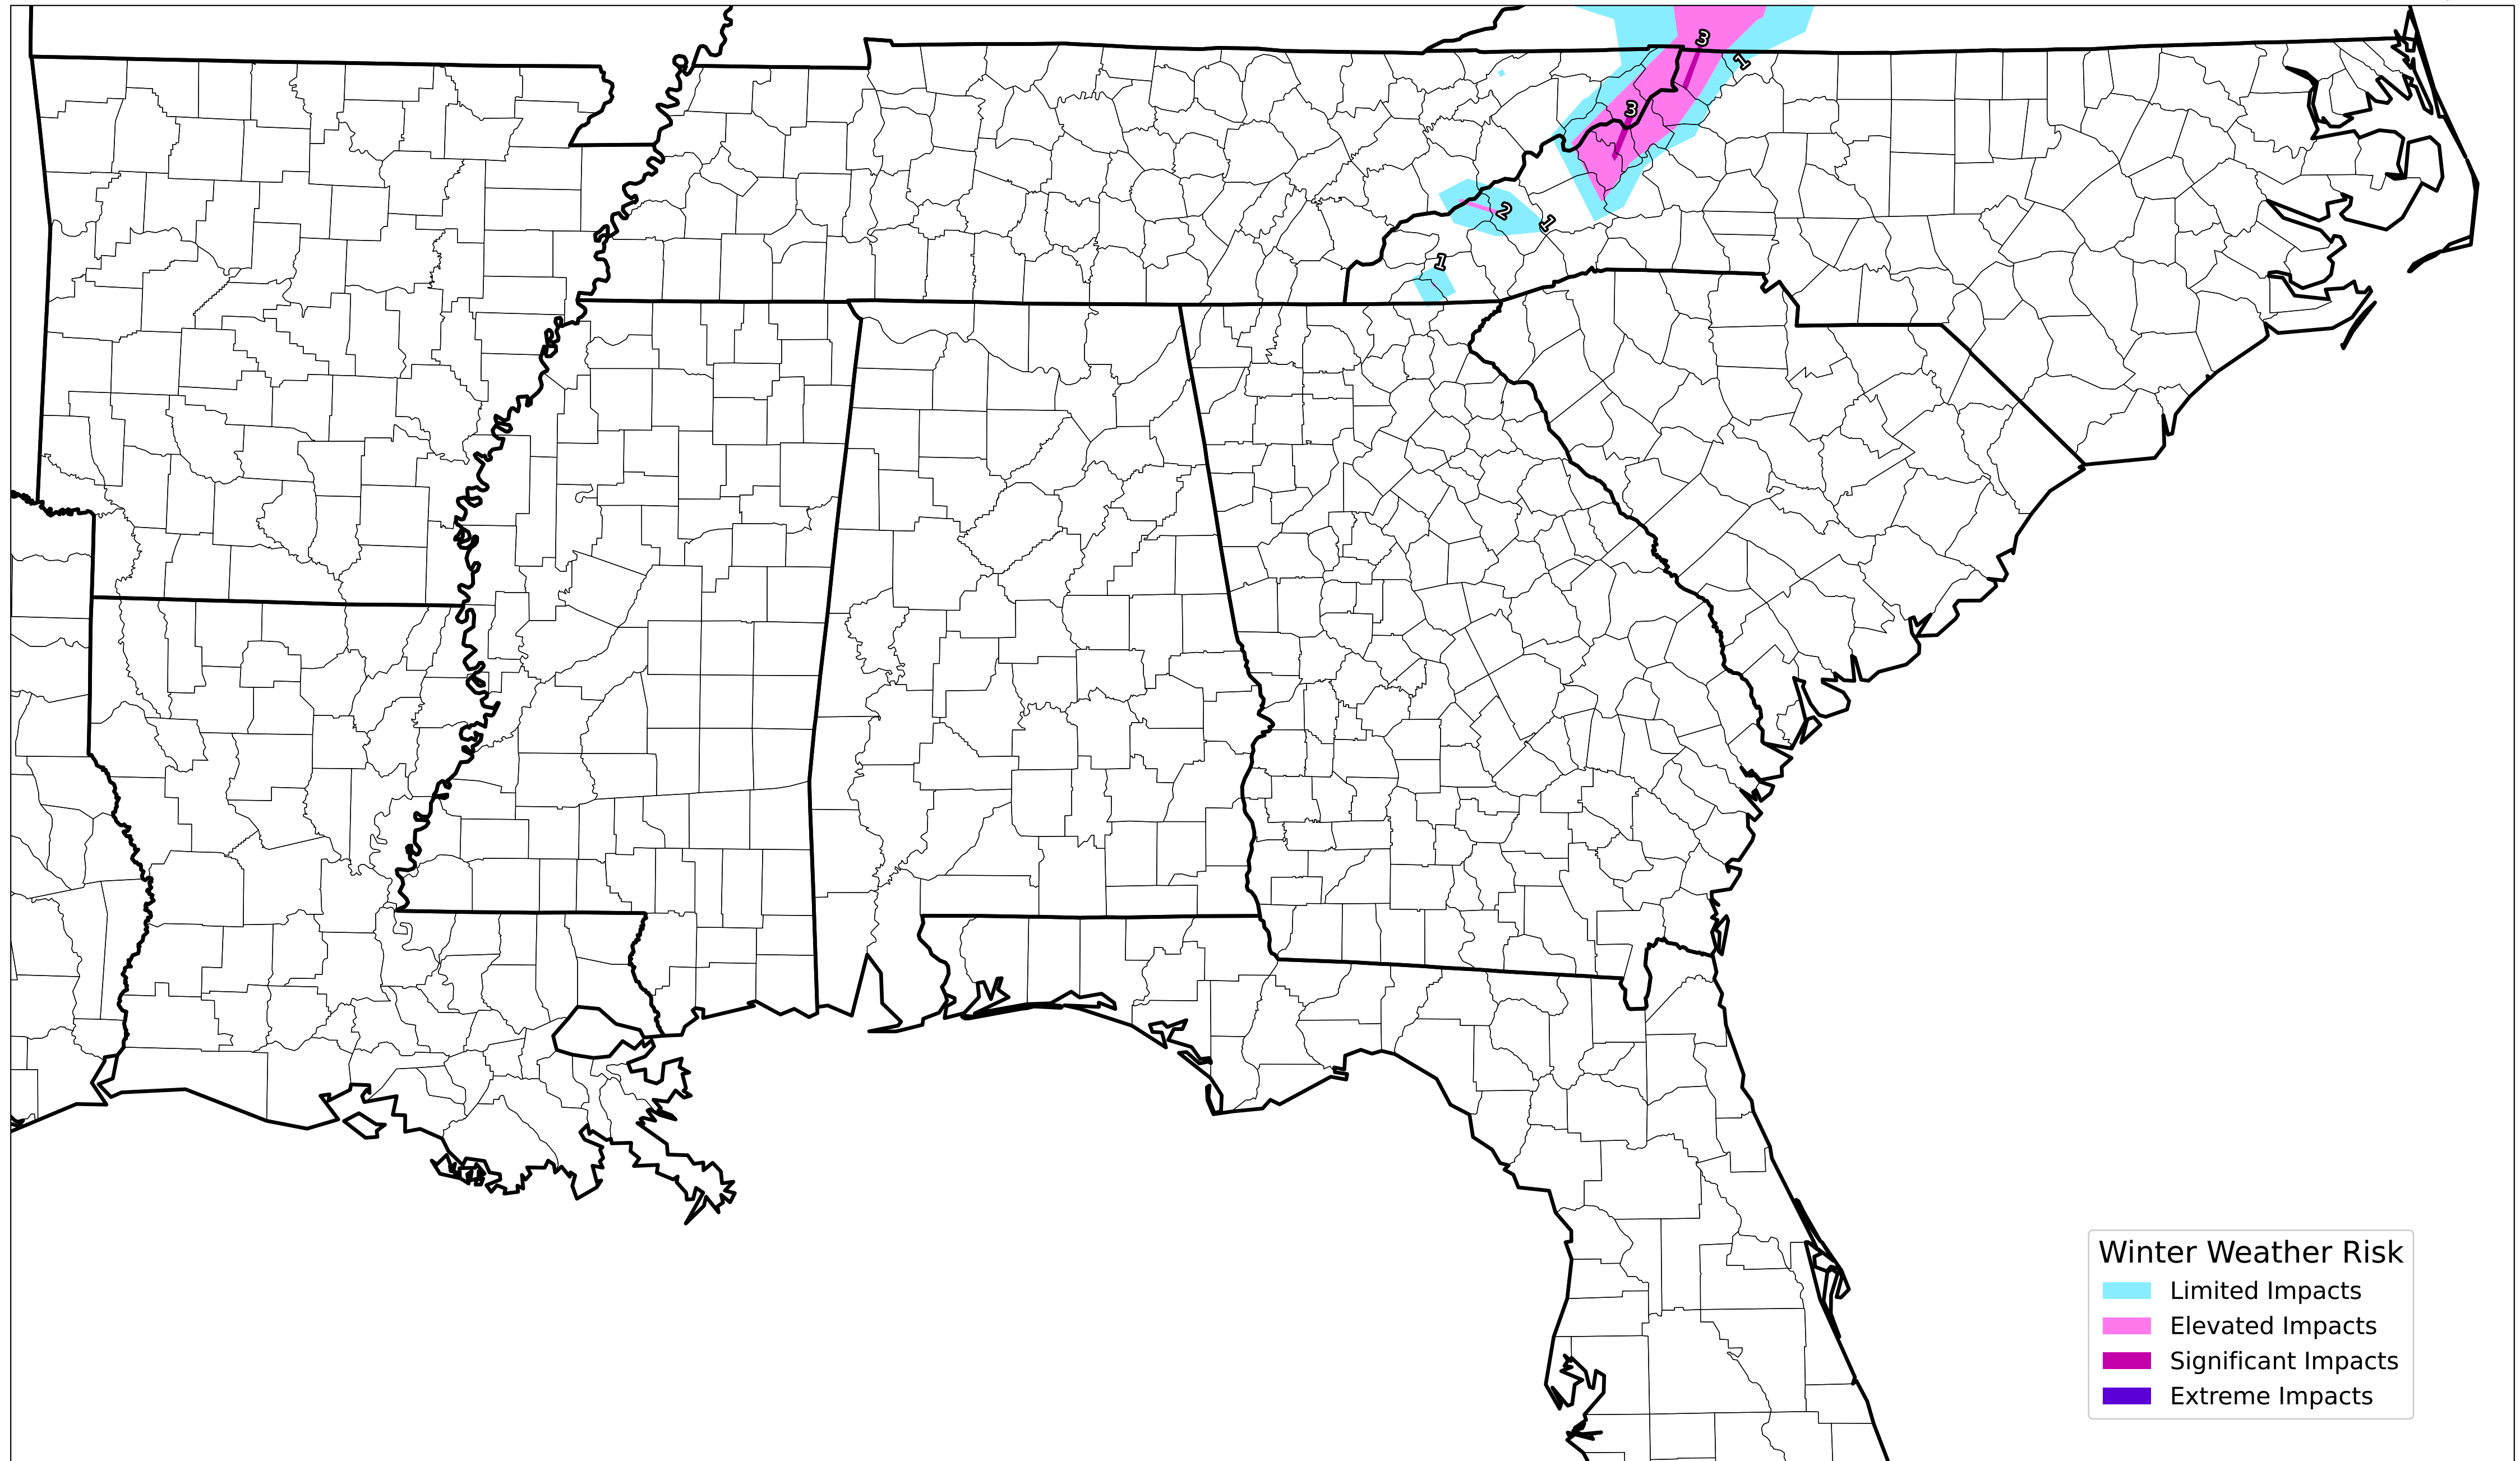 3
1
3
2
1
1
Winter Weather Risk
Limited Impacts
Elevated Impacts
Significant Impacts
Extreme Impacts